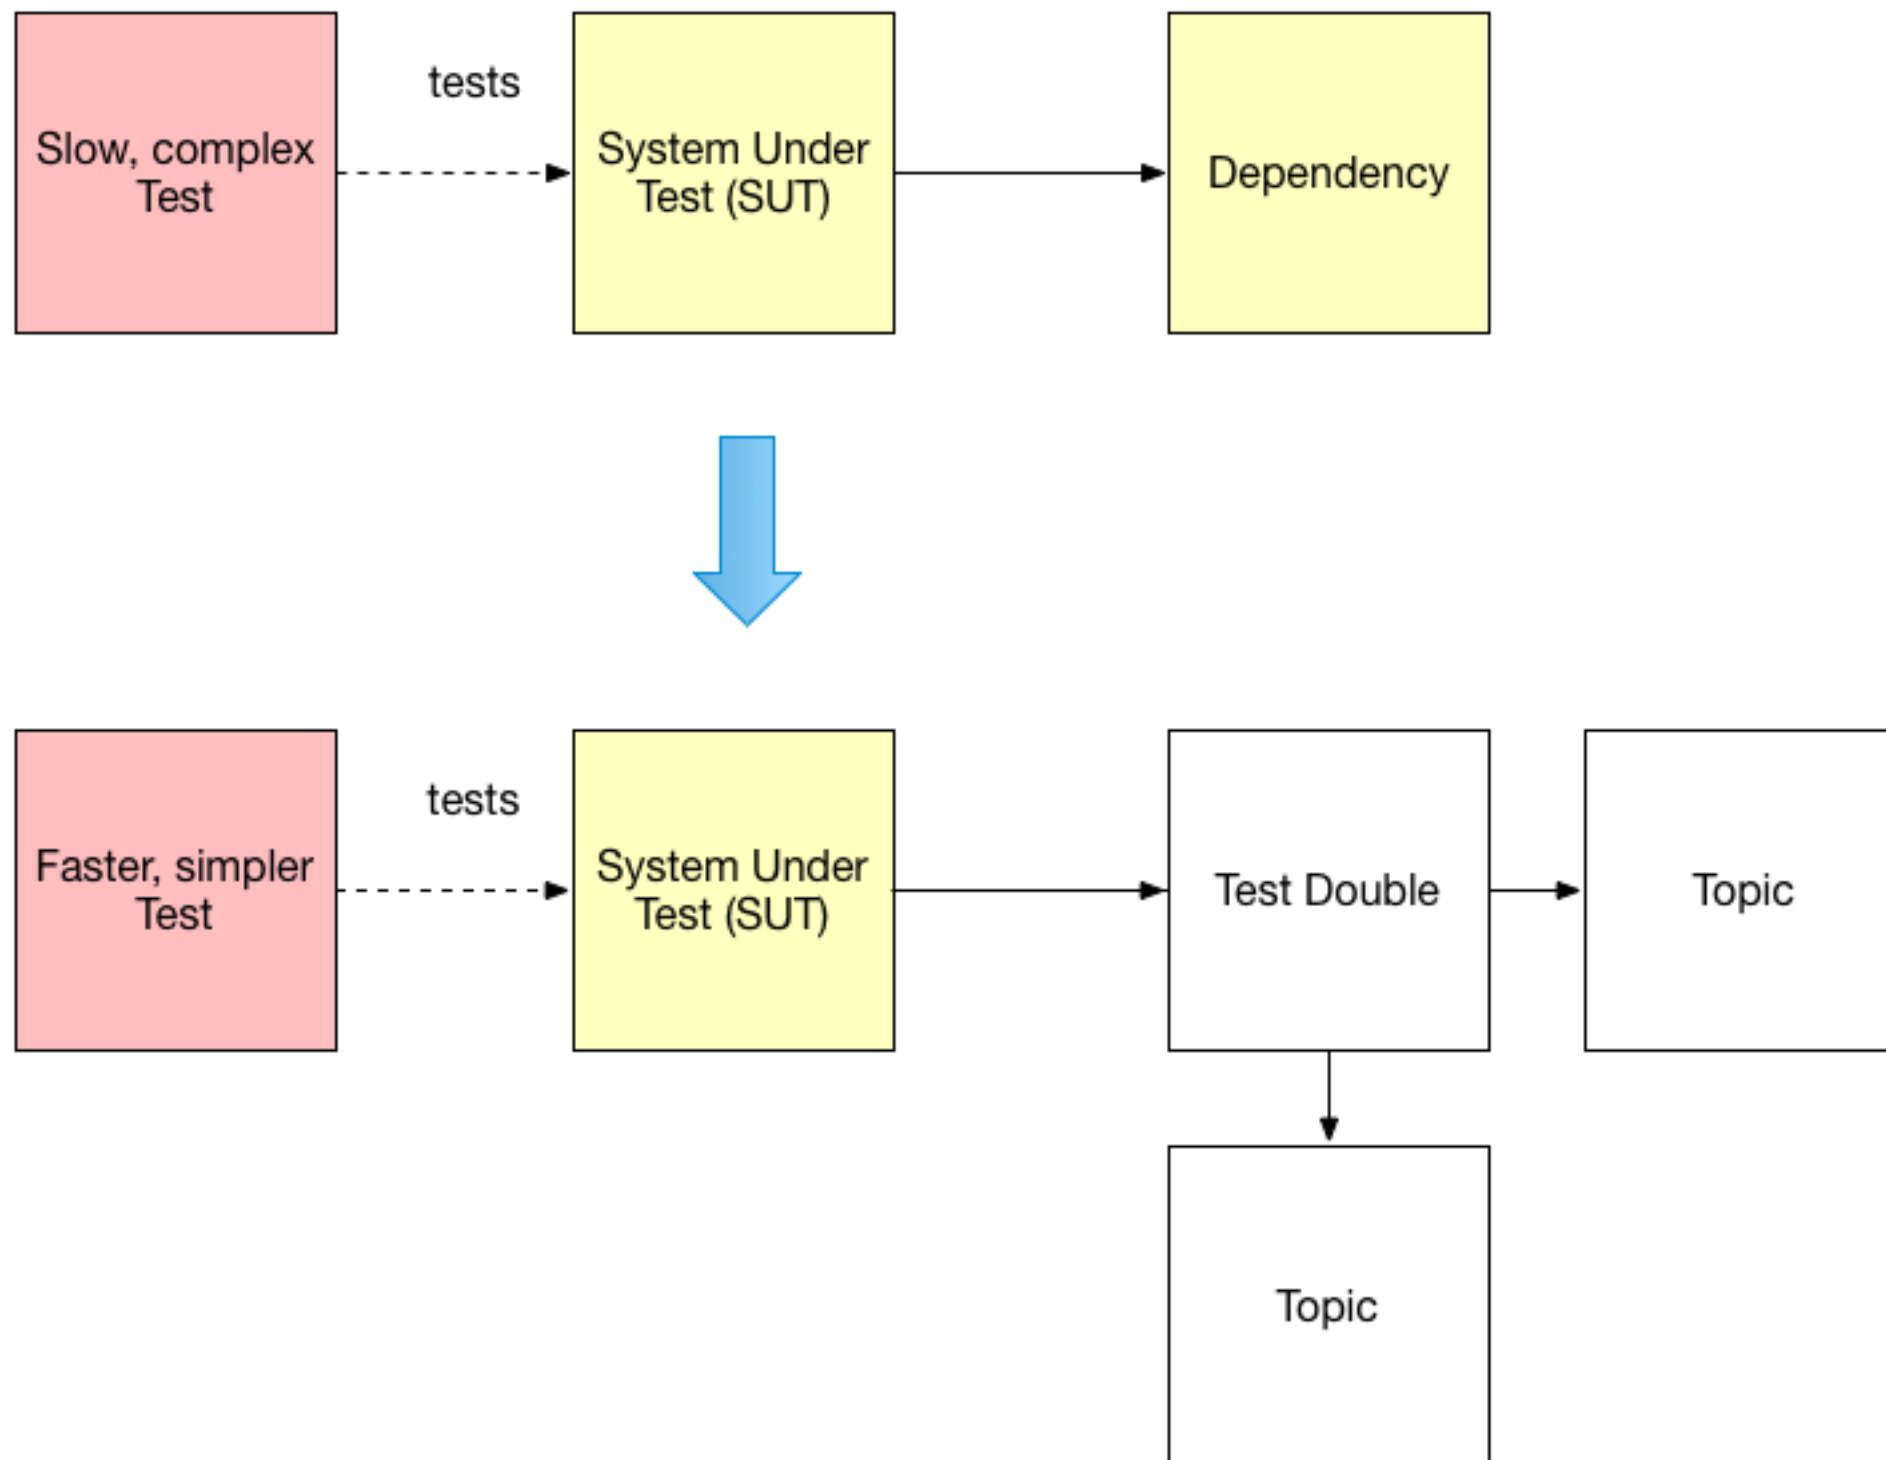 tests
Slow, complex
Test
System Under
Test (SUT)
Dependency
tests
Faster, simpler
Test
System Under
Test (SUT)
Test Double
Topic
Topic